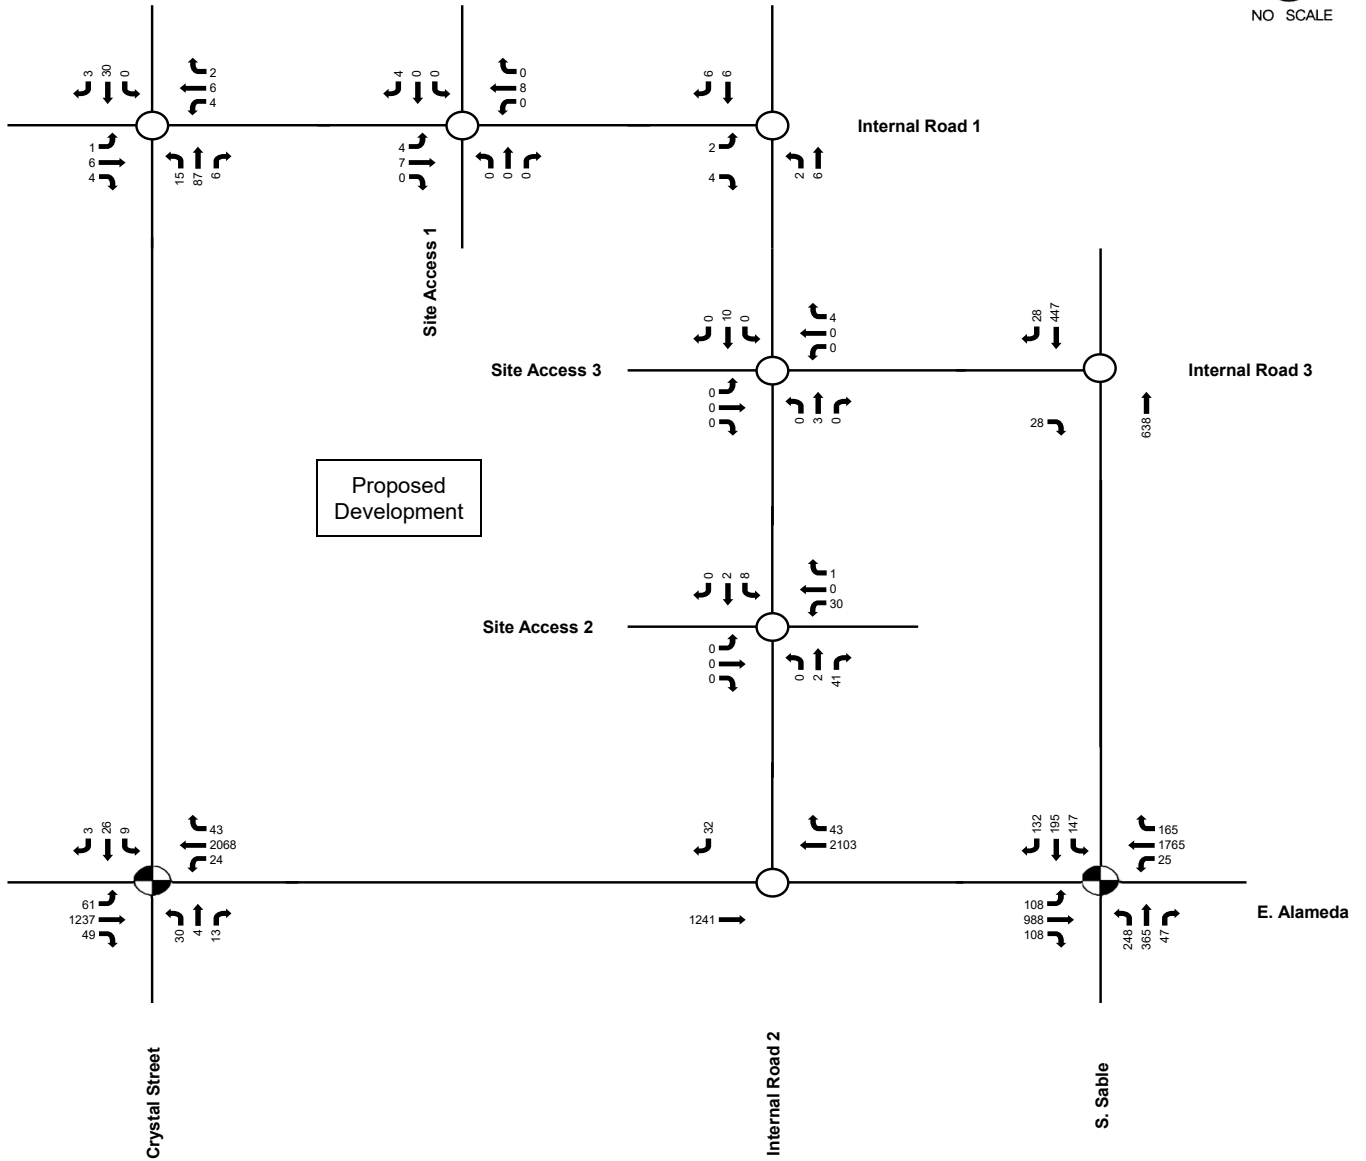 NO SCALE
3 30 0
2
6
4
4 0 0
0
8
0
6 6
Internal Road 1
1
6
4
15 87 6
4
7
0
0 0 0
2
4
2 6
Site Access 1
0 10 0
4
0
0
28 447
Site Access 3
Internal Road 3
0
0
0
0 3 0
28
638
Proposed
Development
0 2 8
1
0
30
Site Access 2
0
0
0
0 2 41
3 26 9
43
2068
24
32
43
2103
132 195 147
165
1765
25
61
1237
49
30 4 13
1241
108
988
108
248 365 47
E. Alameda
Crystal Street
Internal Road 2
S. Sable